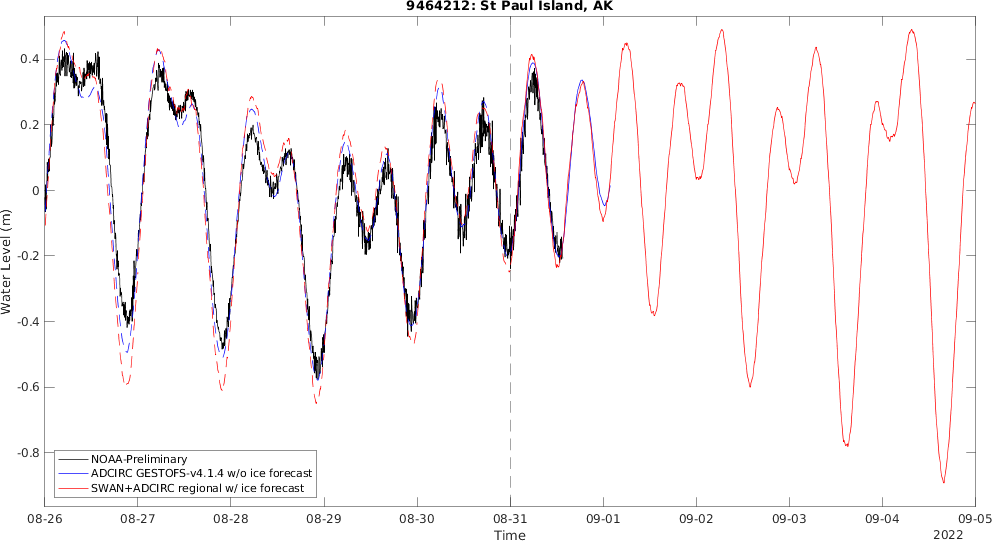 9464212: St Paul Island, AK
Water Level (m)
0.4
0.2
0
-0.2
-0.4
-0.6
-0.8
NOAA-Preliminary
ADCIRC GESTOFS-v4.1.4 w/o ice forecast
SWAN+ADCIRC regional w/ ice forecast
08-26 08-27 08-28 08-29 08-30 08-31 09-01 09-02 09-03 09-04 09-05
Time
2022